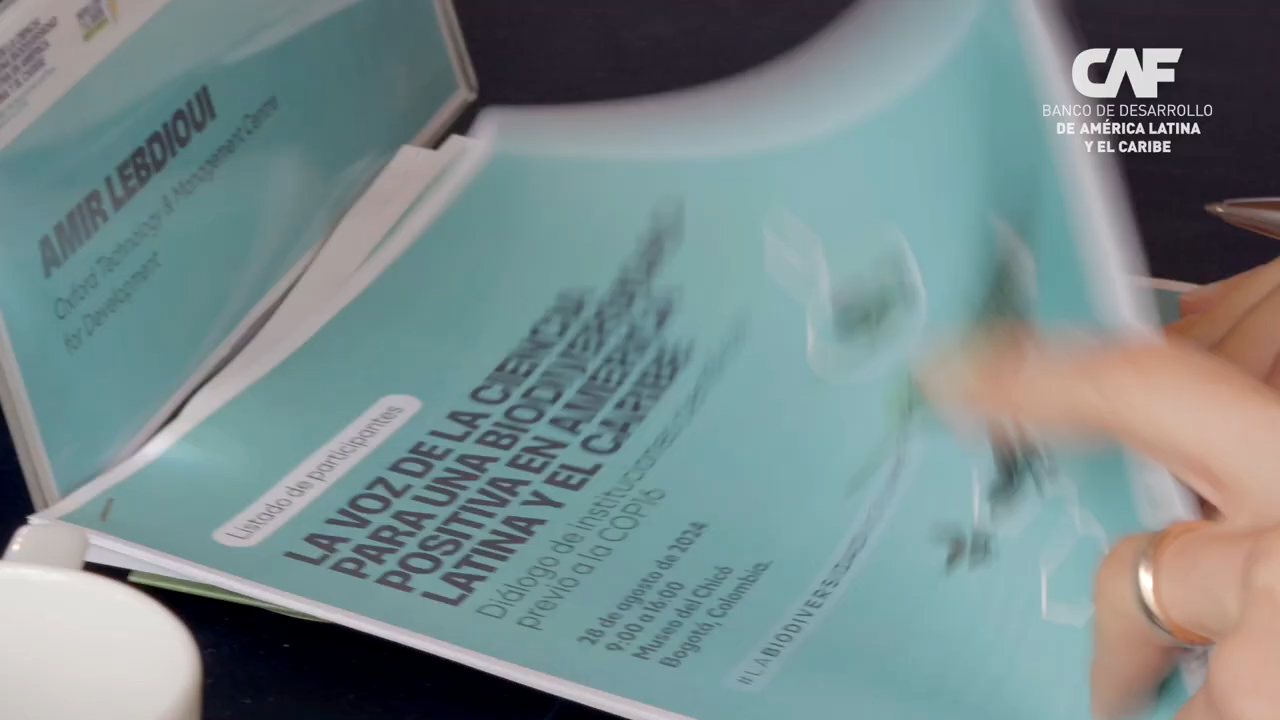 CAF
BANCO DE DESARROLLO
DE AMÉRICA LATINA
Y EL CARIBE
AMIR LEBDIOUI
Oxford Technology & Management Centre
for Development
Listado de participantes
LA VOZ DE LA CIENCIA
PARA UNA BIODIVERSIDAD
POSITIVA EN AMÉRICA
LATINA Y EL CARIBE
Diálogo de instituciones
previo a la COP16
28 de agosto de 2024
9:00 a 16:00
Museo del Chicó
Bogotá, Colombia.